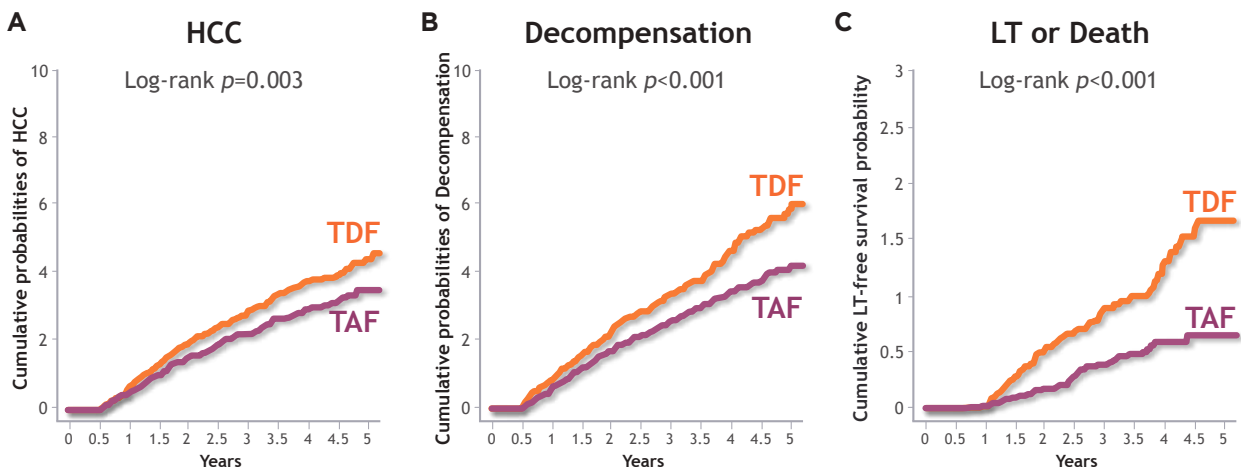 A
HCC
Log-rank p=0.003
Cumulative probabilities of HCC
10
8
6
4
2
0
TDF
TAF
0 0.5 1 1.5 2 2.5 3 3.5 4 4.5 5
Years
B
Decompensation
Log-rank p<0.001
Cumulative probabilities of Decompensation
10
8
6
4
2
0
TDF
TAF
0 0.5 1 1.5 2 2.5 3 3.5 4 4.5 5
Years
C
LT or Death
Log-rank p<0.001
Cumulative LT-free survival probability
3
2.5
2
1.5
1
0.5
0
TDF
TAF
0 0.5 1 1.5 2 2.5 3 3.5 4 4.5 5
Years